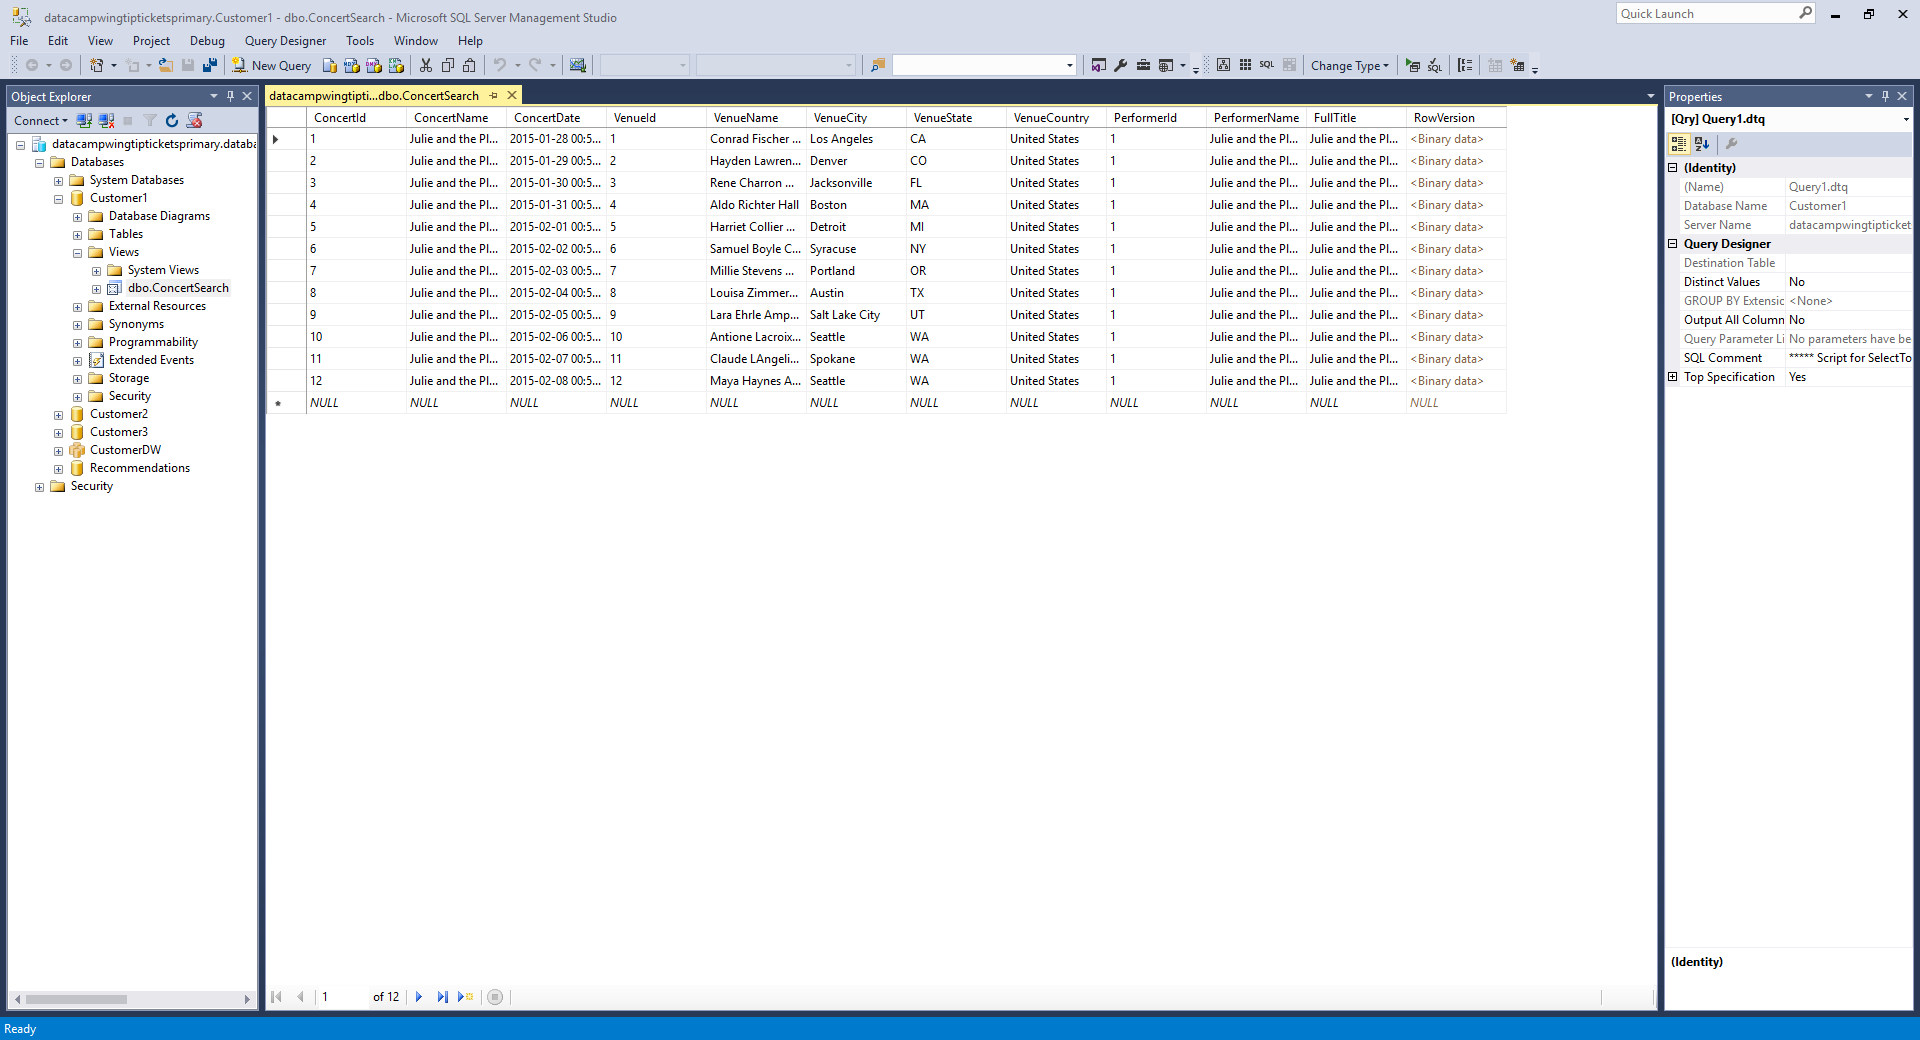 datacampwingtipticketsprimary.Customer1 - dbo.ConcertSearch - Microsoft SQL Server Management Studio
Quick Launch
File Edit View Project Debug Query Designer Tools Window Help
New Query
SQL Change Type
SQL
Object Explorer
Connect
datacampwingtipticketsprimary.databa
Databases
System Databases
Customer1
Database Diagrams
Tables
Views
System Views
dbo.ConcertSearch
External Resources
Synonyms
Programmability
Extended Events
Storage
Security
Customer2
Customer3
CustomerDW
Recommendations
Security
datacampwingtipti...dbo.ConcertSearch
ConcertId ConcertName ConcertDate VenueId VenueName VenueCity VenueState VenueCountry PerformerId PerformerName FullTitle RowVersion
1 Julie and the Pl... 2015-01-28 00:5... 1 Conrad Fischer ... Los Angeles CA United States 1 Julie and the Pl... Julie and the Pl... <Binary data>
2 Julie and the Pl... 2015-01-29 00:5... 2 Hayden Lawren... Denver CO United States 1 Julie and the Pl... Julie and the Pl... <Binary data>
3 Julie and the Pl... 2015-01-30 00:5... 3 Rene Charron ... Jacksonville FL United States 1 Julie and the Pl... Julie and the Pl... <Binary data>
4 Julie and the Pl... 2015-01-31 00:5... 4 Aldo Richter Hall Boston MA United States 1 Julie and the Pl... Julie and the Pl... <Binary data>
5 Julie and the Pl... 2015-02-01 00:5... 5 Harriet Collier ... Detroit MI United States 1 Julie and the Pl... Julie and the Pl... <Binary data>
6 Julie and the Pl... 2015-02-02 00:5... 6 Samuel Boyle C... Syracuse NY United States 1 Julie and the Pl... Julie and the Pl... <Binary data>
7 Julie and the Pl... 2015-02-03 00:5... 7 Millie Stevens ... Portland OR United States 1 Julie and the Pl... Julie and the Pl... <Binary data>
8 Julie and the Pl... 2015-02-04 00:5... 8 Louisa Zimmer... Austin TX United States 1 Julie and the Pl... Julie and the Pl... <Binary data>
9 Julie and the Pl... 2015-02-05 00:5... 9 Lara Ehrle Amp... Salt Lake City UT United States 1 Julie and the Pl... Julie and the Pl... <Binary data>
10 Julie and the Pl... 2015-02-06 00:5... 10 Antione Lacroix... Seattle WA United States 1 Julie and the Pl... Julie and the Pl... <Binary data>
11 Julie and the Pl... 2015-02-07 00:5... 11 Claude LAngeli... Spokane WA United States 1 Julie and the Pl... Julie and the Pl... <Binary data>
12 Julie and the Pl... 2015-02-08 00:5... 12 Maya Haynes A... Seattle WA United States 1 Julie and the Pl... Julie and the Pl... <Binary data>
NULL NULL NULL NULL NULL NULL NULL NULL NULL NULL NULL NULL
1 of 12
Properties
[Qry] Query1.dtq
(Identity)
(Name) Query1.dtq
Database Name Customer1
Server Name datacampwingtipticket
Query Designer
Destination Table
Distinct Values No
GROUP BY Extensic <None>
Output All Column No
Query Parameter Li No parameters have be
SQL Comment ***** Script for SelectTo
Top Specification Yes
(Identity)
Ready